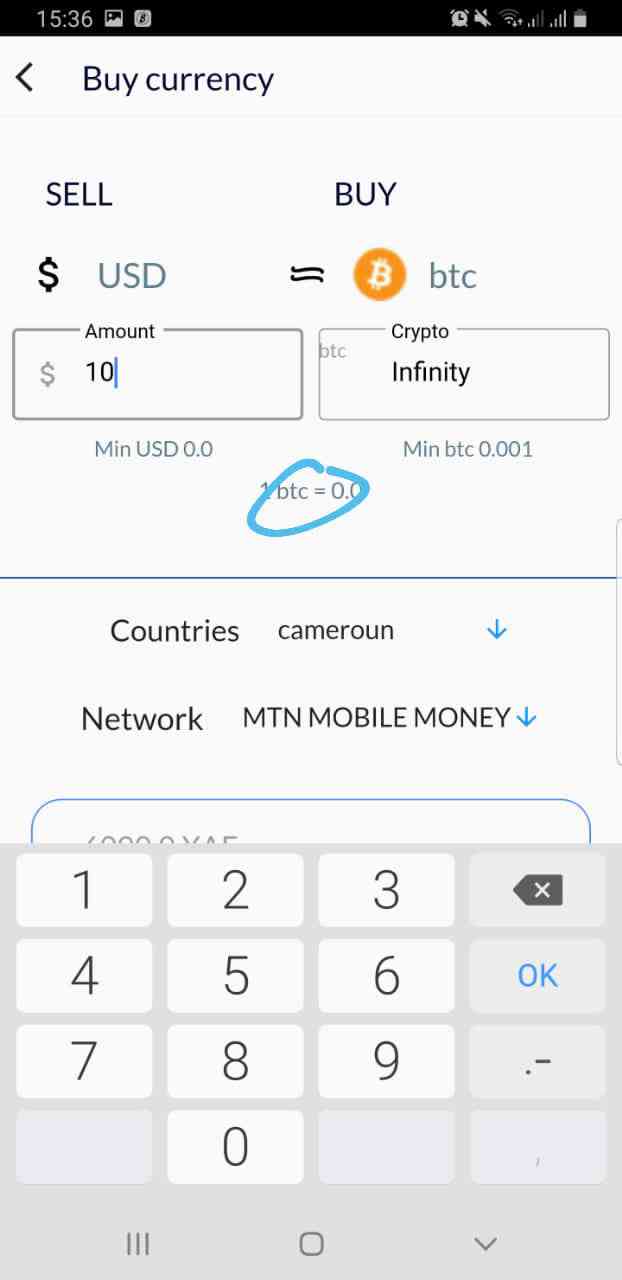 15:36
Buy currency
SELL BUY
$ USD btc
Amount Crypto
$ 10 btc Infinity
Min USD 0.0 Min btc 0.001
1 btc = 0.0
Countries cameroun
Network MTN MOBILE MONEY
1 2 3
4 5 6 OK
7 8 9 .-
0 ,